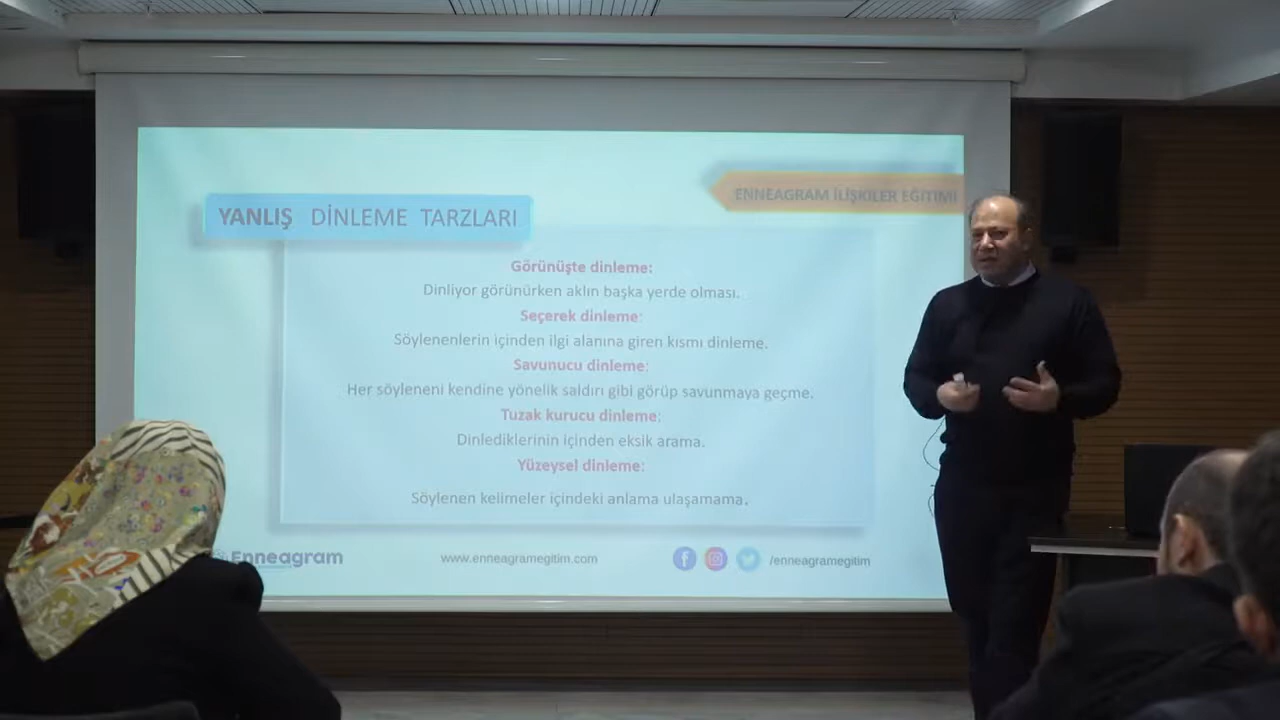 ENNEAGRAM İLİŞKİLER EĞİTİMİ
YANLIŞ DİNLEME TARZLARI
Görünüşte dinleme:
Dinliyor görünürken aklın başka yerde olması.
Seçerek dinleme:
Söylenenlerin içinden ilgi alanına giren kısmı dinleme.
Savunucu dinleme:
Her söyleneni kendine yönelik saldırı gibi görüp savunmaya geçme.
Tuzak kurucu dinleme:
Dinlediklerinin içinden eksik arama.
Yüzeysel dinleme:
Söylenen kelimeler içindeki anlama ulaşamama.
Enneagram
www.enneagramegitim.com
/enneagramegitim